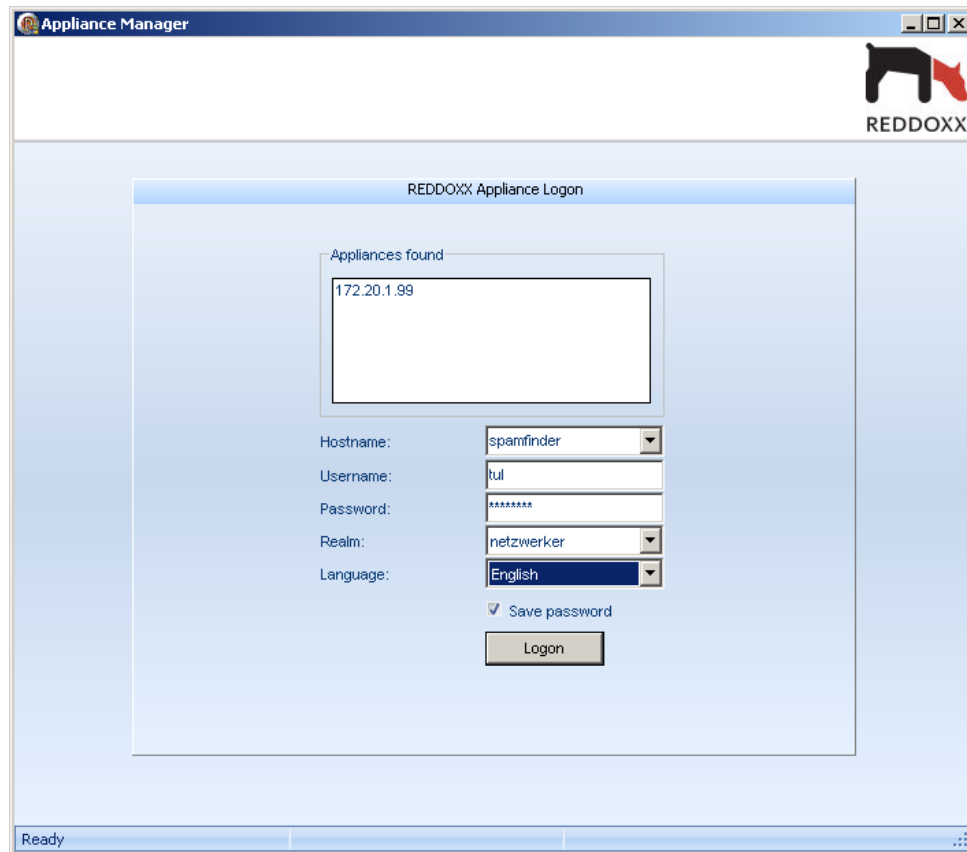 Appliance Manager
REDDOXX
REDDOXX Appliance Logon
Appliances found
172.20.1.99
Hostname: spamfinder
Username: tul
Password: ********
Realm: netzwerker
Language: English
Save password
Logon
Ready